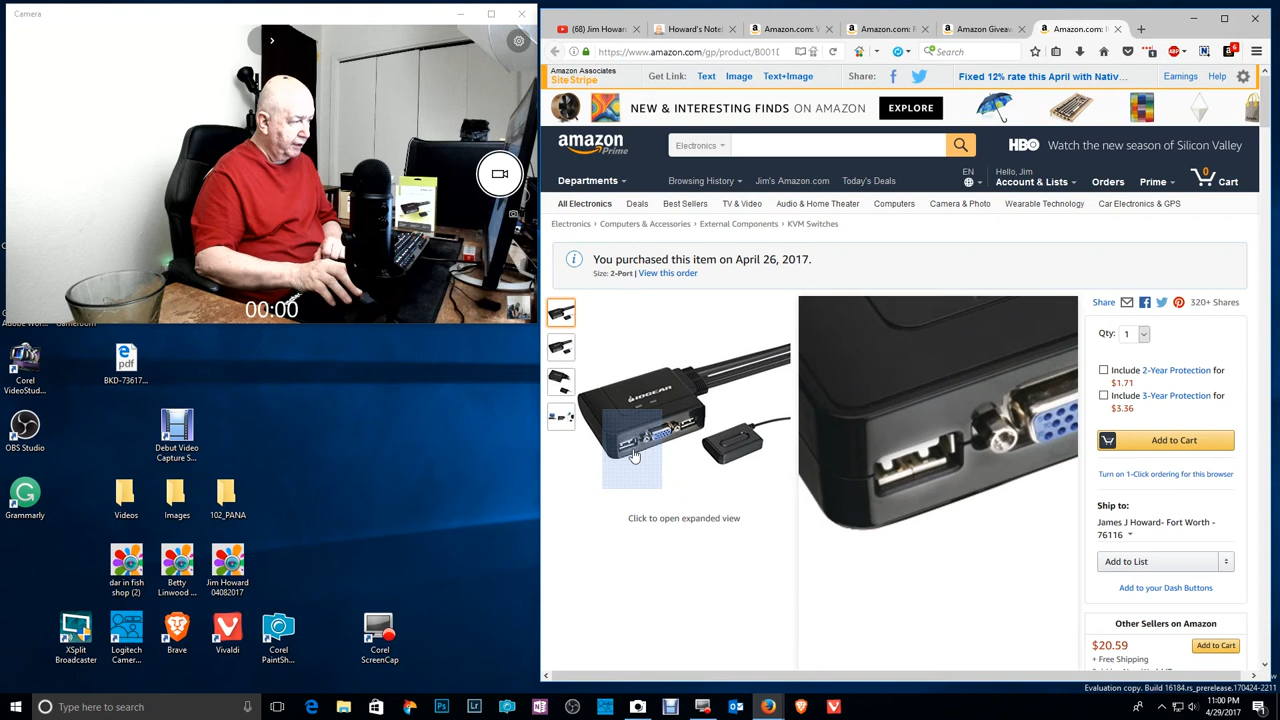 Camera
00:00
Corel
VideoStud...
BKD-73617...
OBS Studio
Debut Video
Capture S...
Grammarly
Videos
Images
102_PANA
dar in fish
shop (2)
Betty
Linwood ...
Jim Howard
04082017
XSplit
Broadcaster
Logitech
Camer...
Brave
Vivaldi
Corel
PaintSh...
Corel
ScreenCap
(68) Jim Howard
Howard's Note
Amazon.com: V
Amazon.com: F
Amazon Giveaw
Amazon.com: I
https://www.amazon.com/gp/product/B001D
Search
Amazon Associates
Site Stripe
Get Link: Text Image Text+Image
Share:
Fixed 12% rate this April with Nativ...
Earnings Help
NEW & INTERESTING FINDS ON AMAZON EXPLORE
amazon
Prime
Electronics
HBO Watch the new season of Silicon Valley
Departments
Browsing History Jim's Amazon.com Today's Deals
EN
Hello, Jim
Account & Lists Orders Prime 0 Cart
All Electronics Deals Best Sellers TV & Video Audio & Home Theater Computers Camera & Photo Wearable Technology Car Electronics & GPS
Electronics › Computers & Accessories › External Components › KVM Switches
You purchased this item on April 26, 2017.
Size: 2-Port | View this order
IOGEAR
Click to open expanded view
Share 320+ Shares
Qty: 1
Include 2-Year Protection for
$1.71
Include 3-Year Protection for
$3.36
Add to Cart
Turn on 1-Click ordering for this browser
Ship to:
James J Howard- Fort Worth -
76116
Add to List
Add to your Dash Buttons
Other Sellers on Amazon
$20.59
Add to Cart
+ Free Shipping
Evaluation copy. Build 16184.rs_prerelease.170424-2211
Type here to search
11:00 PM
4/29/2017